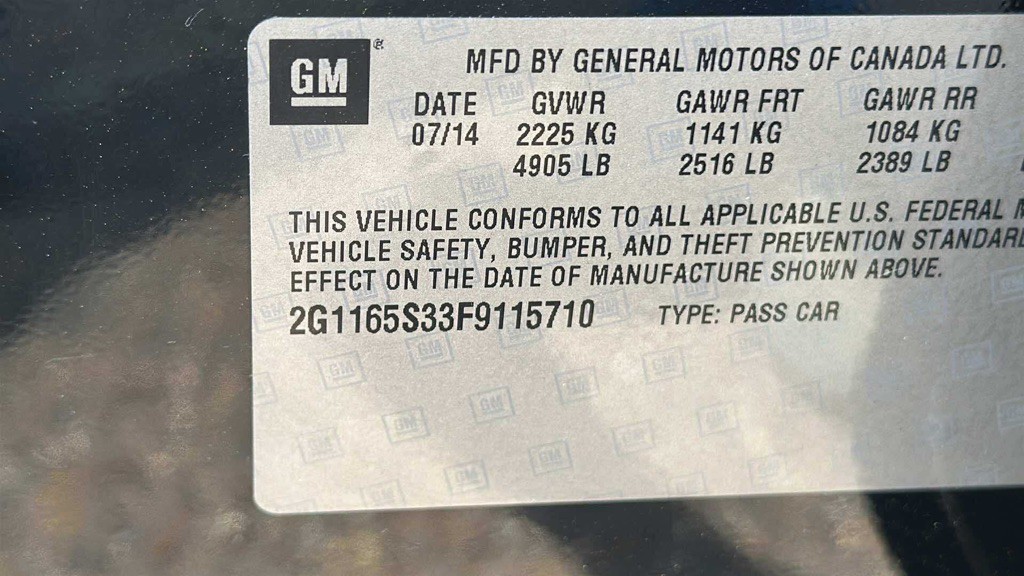 GM ®
MFD BY GENERAL MOTORS OF CANADA LTD.
DATE GVWR GAWR FRT GAWR RR
07/14 2225 KG 1141 KG 1084 KG
4905 LB 2516 LB 2389 LB
THIS VEHICLE CONFORMS TO ALL APPLICABLE U.S. FEDERAL
VEHICLE SAFETY, BUMPER, AND THEFT PREVENTION STANDARD
EFFECT ON THE DATE OF MANUFACTURE SHOWN ABOVE.
2G1165S33F9115710 TYPE: PASS CAR